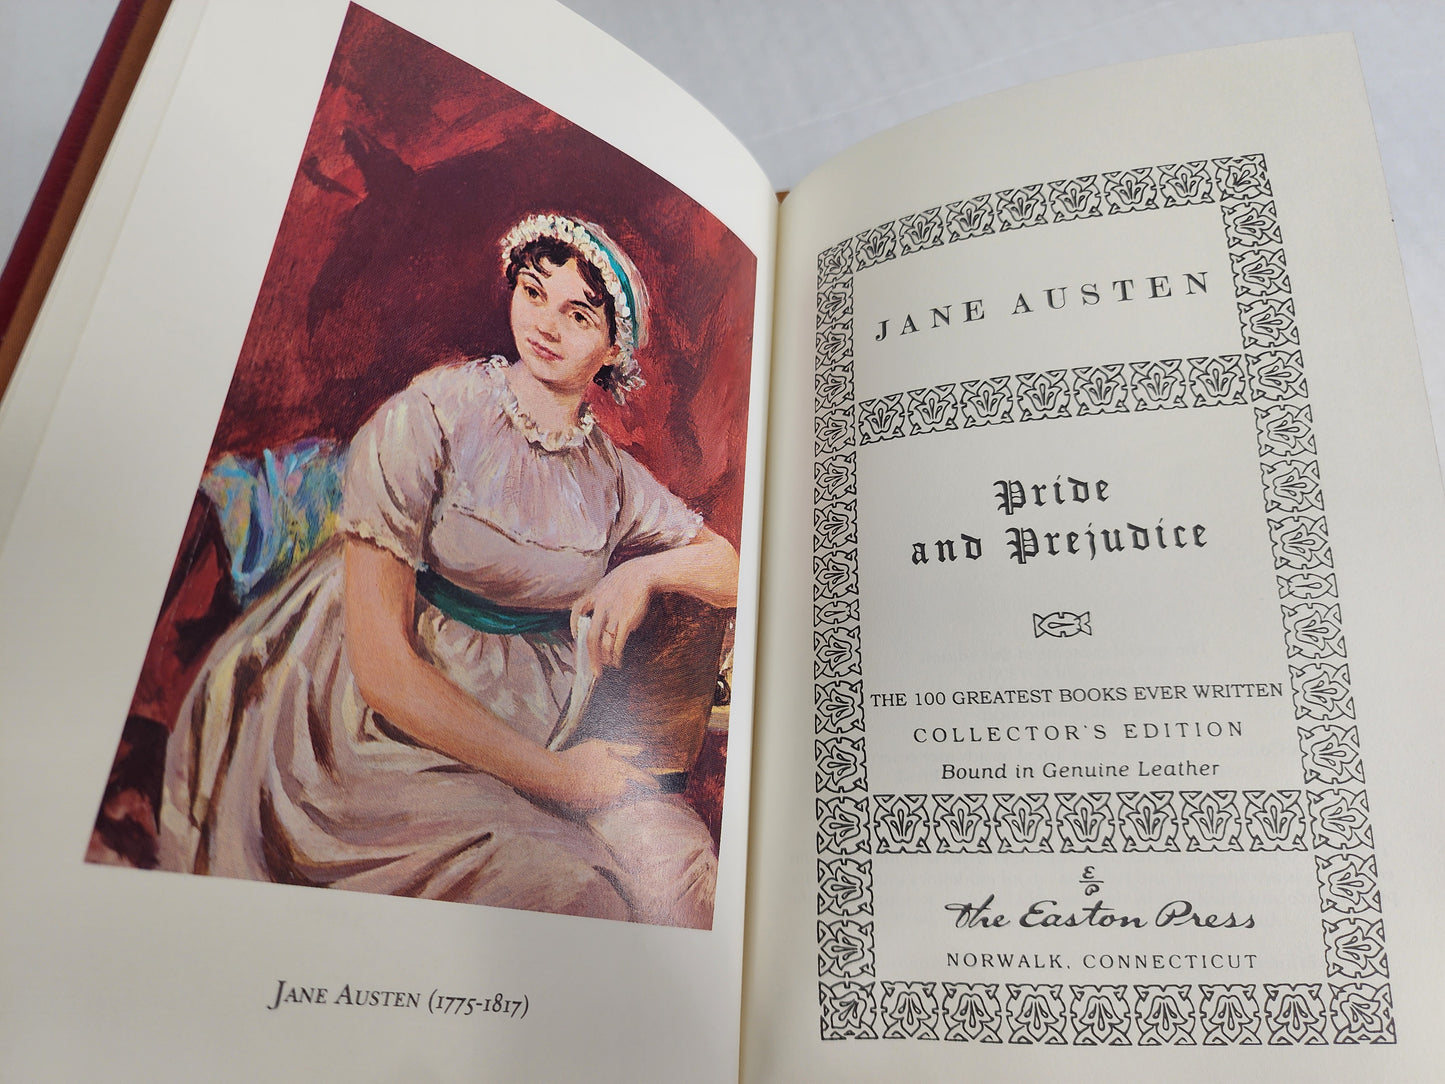 JANE AUSTEN (1775-1817)
JANE AUSTEN
Pride
and Prejudice
THE 100 GREATEST BOOKS EVER WRITTEN
COLLECTOR'S EDITION
Bound in Genuine Leather
The Easton Press
NORWALK, CONNECTICUT